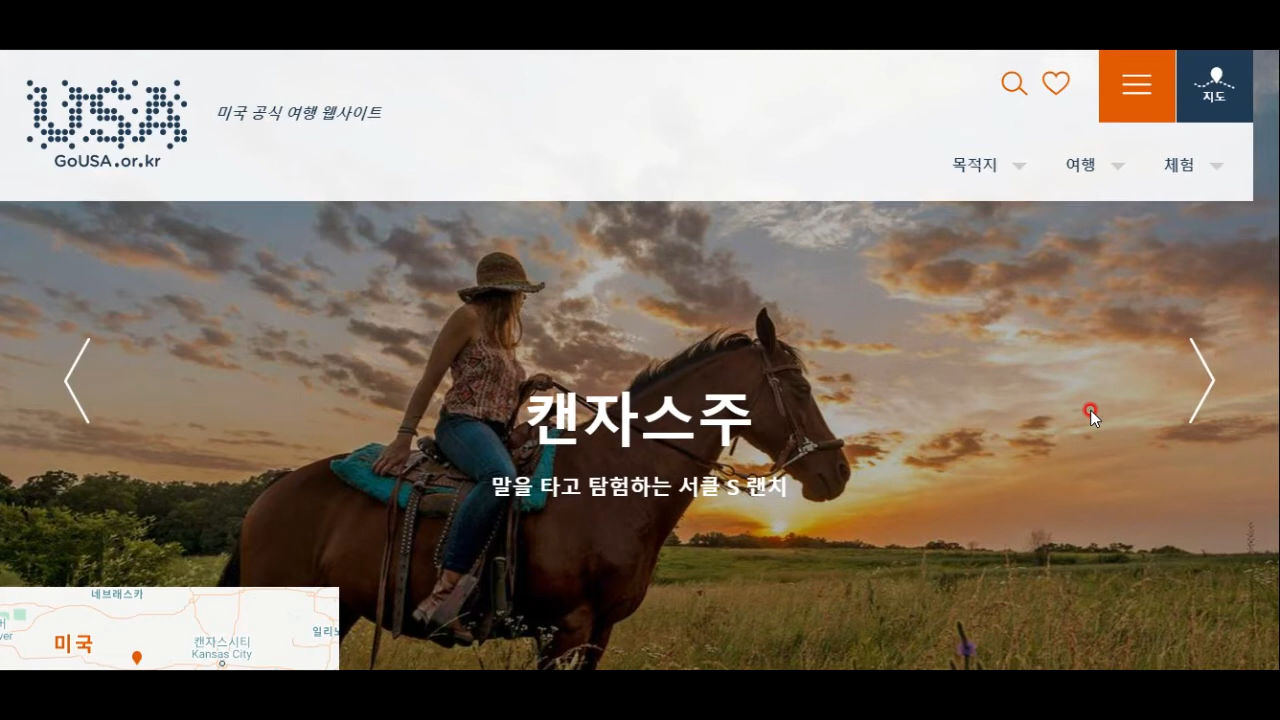 USA
GoUSA.or.kr
미국 공식 여행 웹사이트
지도
목적지
여행
체험
캔자스주
말을 타고 탐험하는 서클 S 랜치
네브래스카
미국
캔자스시티
Kansas City